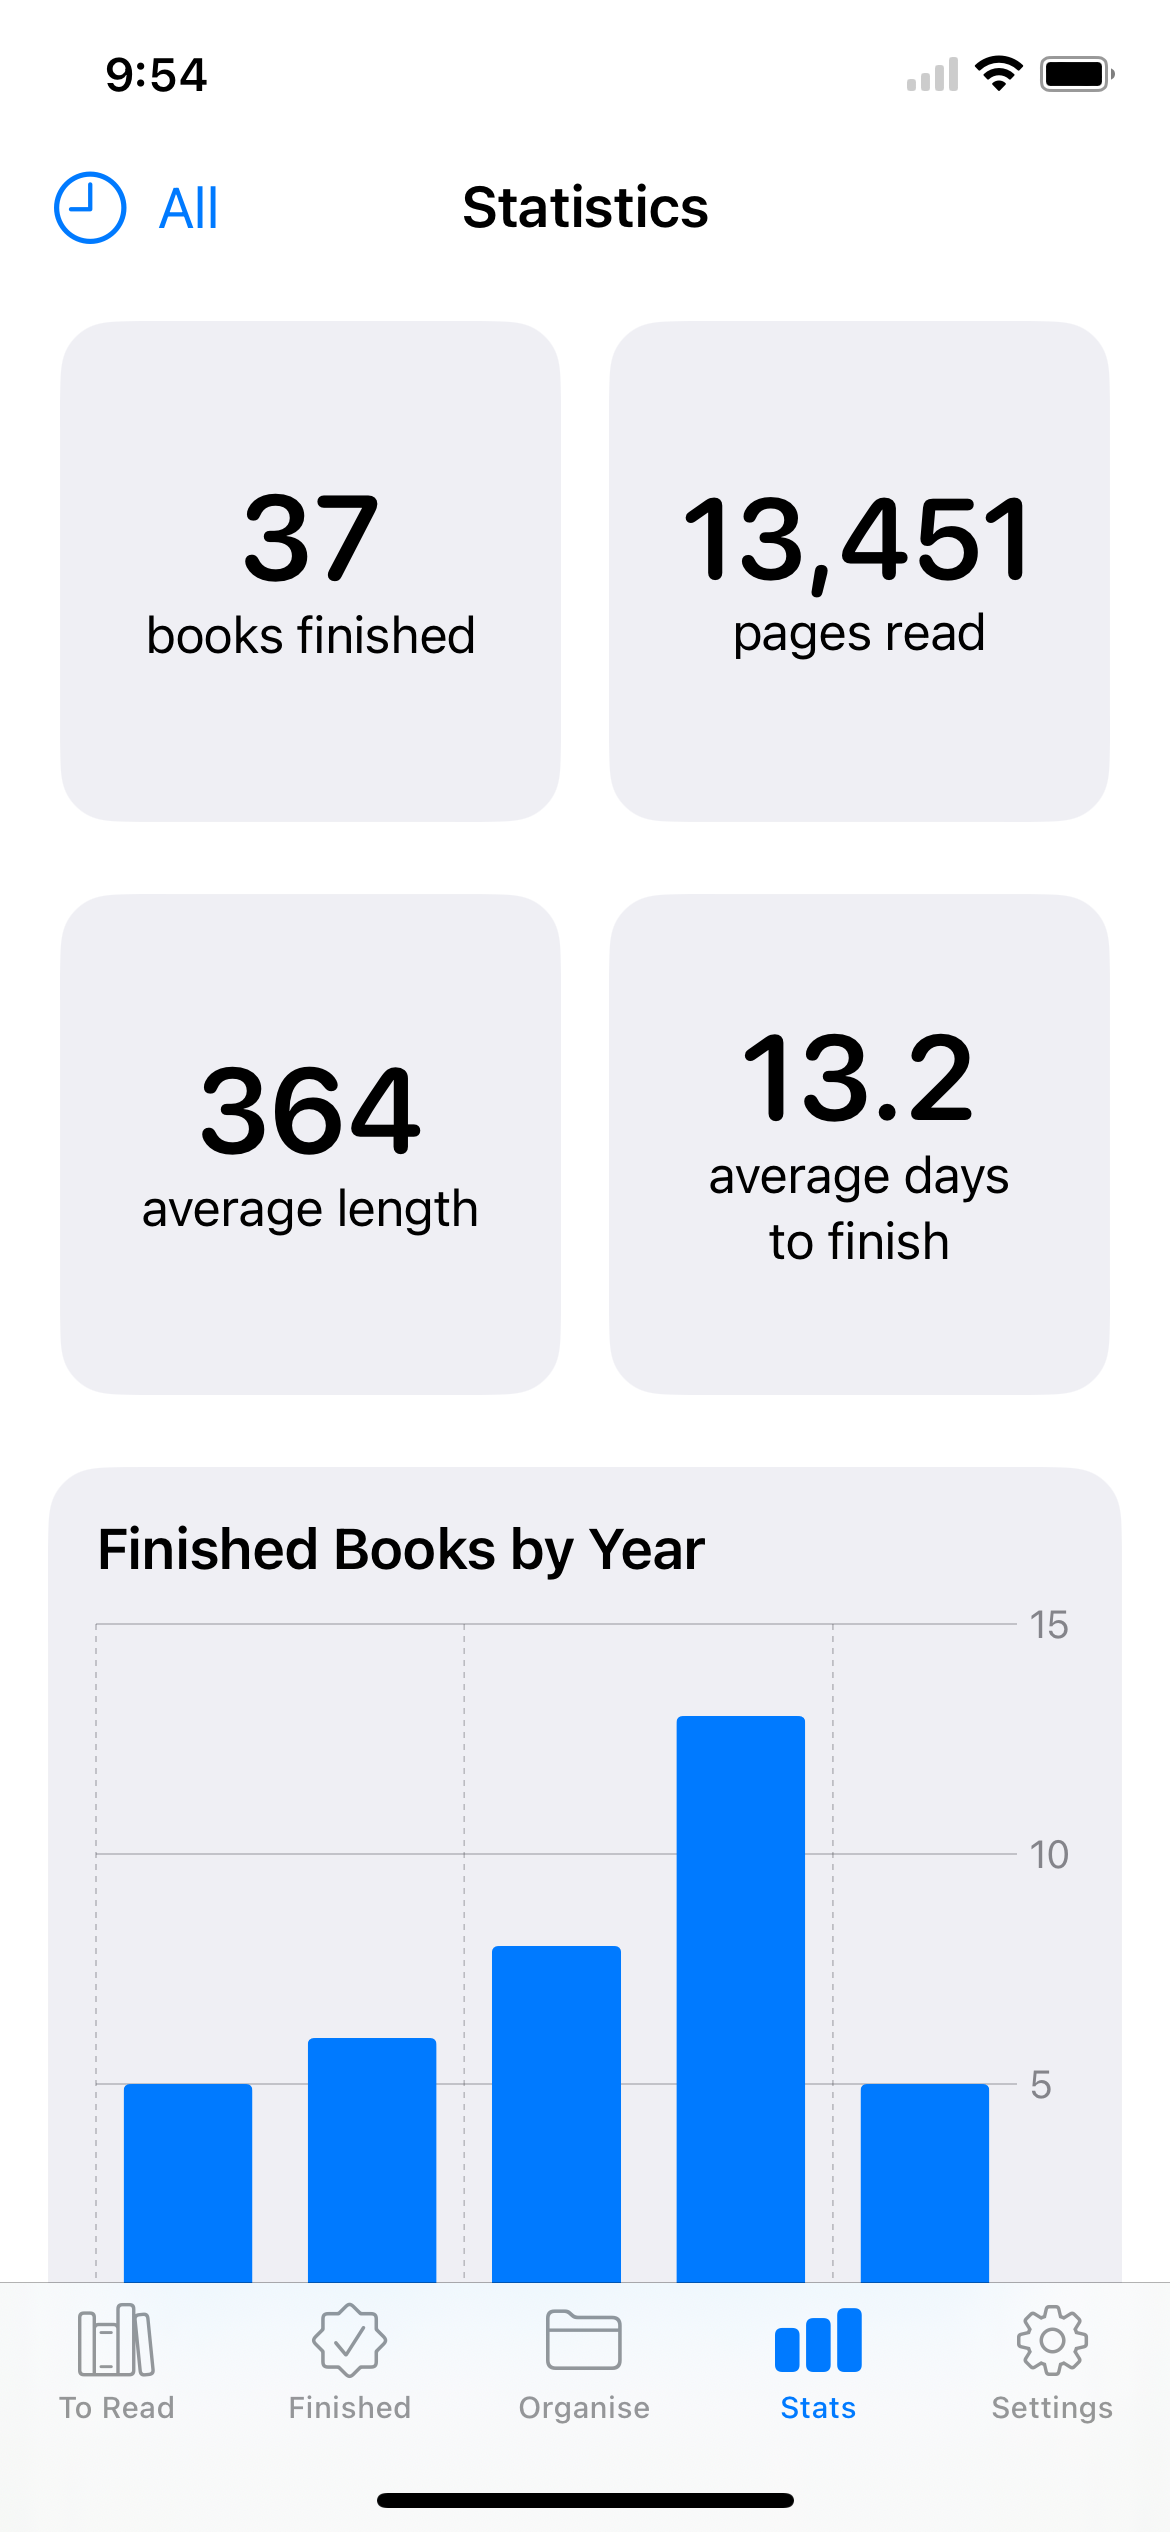 9:54
All
Statistics
37
books finished
13,451
pages read
364
average length
13.2
average days
to finish
Finished Books by Year
15
10
5
To Read
Finished
Organise
Stats
Settings